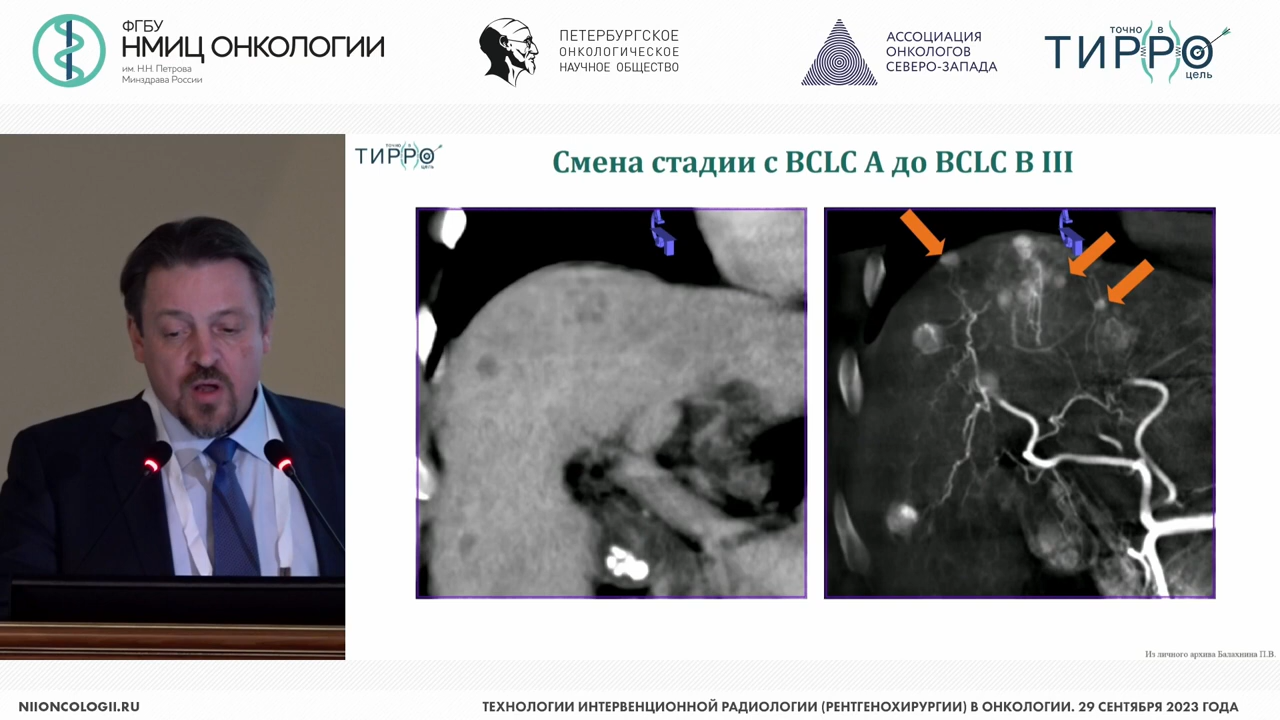 ФГБУ
НМИЦ ОНКОЛОГИИ
им. Н.Н. Петрова
Минздрава России
ПЕТЕРБУРГСКОЕ
ОНКОЛОГИЧЕСКОЕ
НАУЧНОЕ ОБЩЕСТВО
АССОЦИАЦИЯ
ОНКОЛОГОВ
СЕВЕРО-ЗАПАДА
точно в
ТИРРО
цель
точно в
ТИРРО
цель
Смена стадии с BCLC A до BCLC B III
Из личного архива Балахнина П.В.
NIIONCOLOGII.RU
ТЕХНОЛОГИИ ИНТЕРВЕНЦИОННОЙ РАДИОЛОГИИ (РЕНТГЕНОХИРУРГИИ) В ОНКОЛОГИИ. 29 СЕНТЯБРЯ 2023 ГОДА